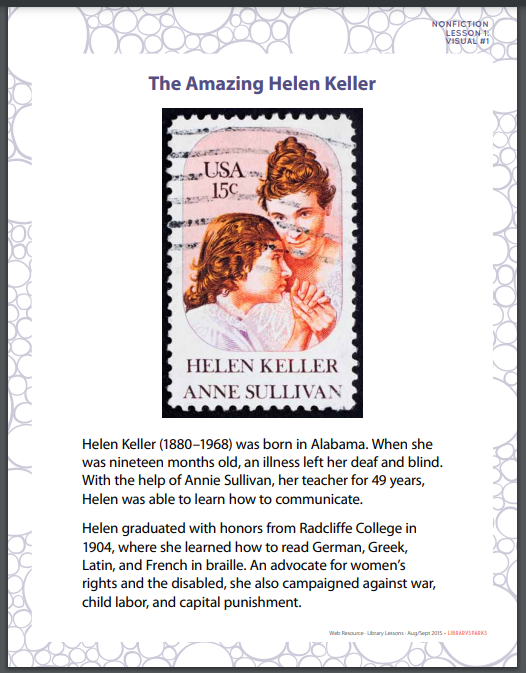 NONFICTION
LESSON 1:
VISUAL #1
The Amazing Helen Keller
USA
15c
HELEN KELLER
ANNE SULLIVAN
Helen Keller (1880–1968) was born in Alabama. When she
was nineteen months old, an illness left her deaf and blind.
With the help of Annie Sullivan, her teacher for 49 years,
Helen was able to learn how to communicate.
Helen graduated with honors from Radcliffe College in
1904, where she learned how to read German, Greek,
Latin, and French in braille. An advocate for women's
rights and the disabled, she also campaigned against war,
child labor, and capital punishment.
Web Resource · Library Lessons · Aug/Sept 2015 • LIBRARYSPARKS